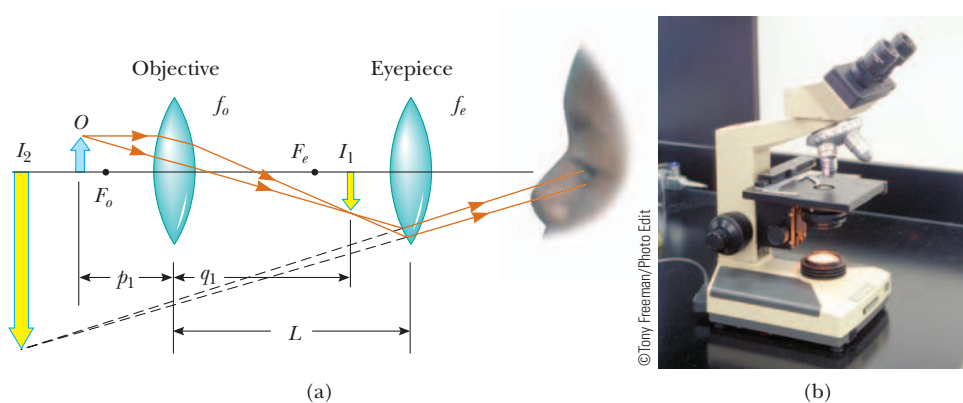 Objective
Eyepiece
f_o
f_e
O
I_2
F_o
F_e
I_1
p_1
q_1
L
(a)
©Tony Freeman/Photo Edit
(b)